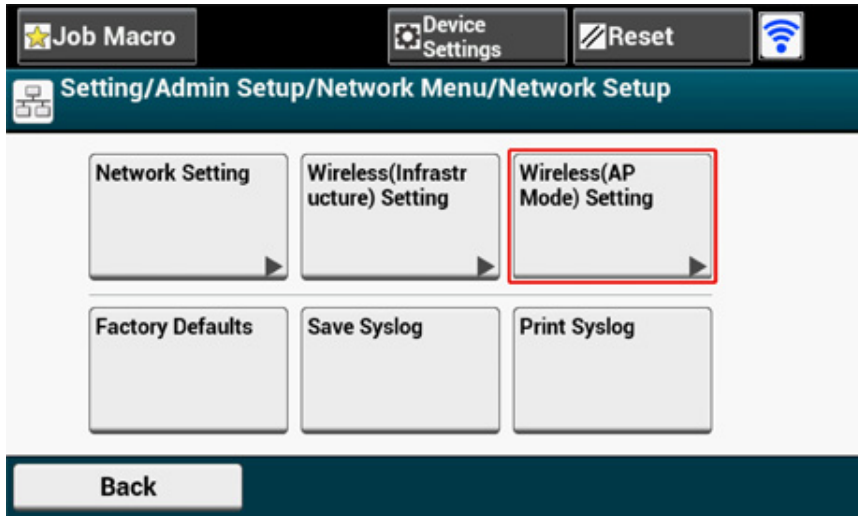 Job Macro
Device
Settings
Reset
Setting/Admin Setup/Network Menu/Network Setup
Network Setting
Wireless(Infrastr
ucture) Setting
Wireless(AP
Mode) Setting
Factory Defaults
Save Syslog
Print Syslog
Back